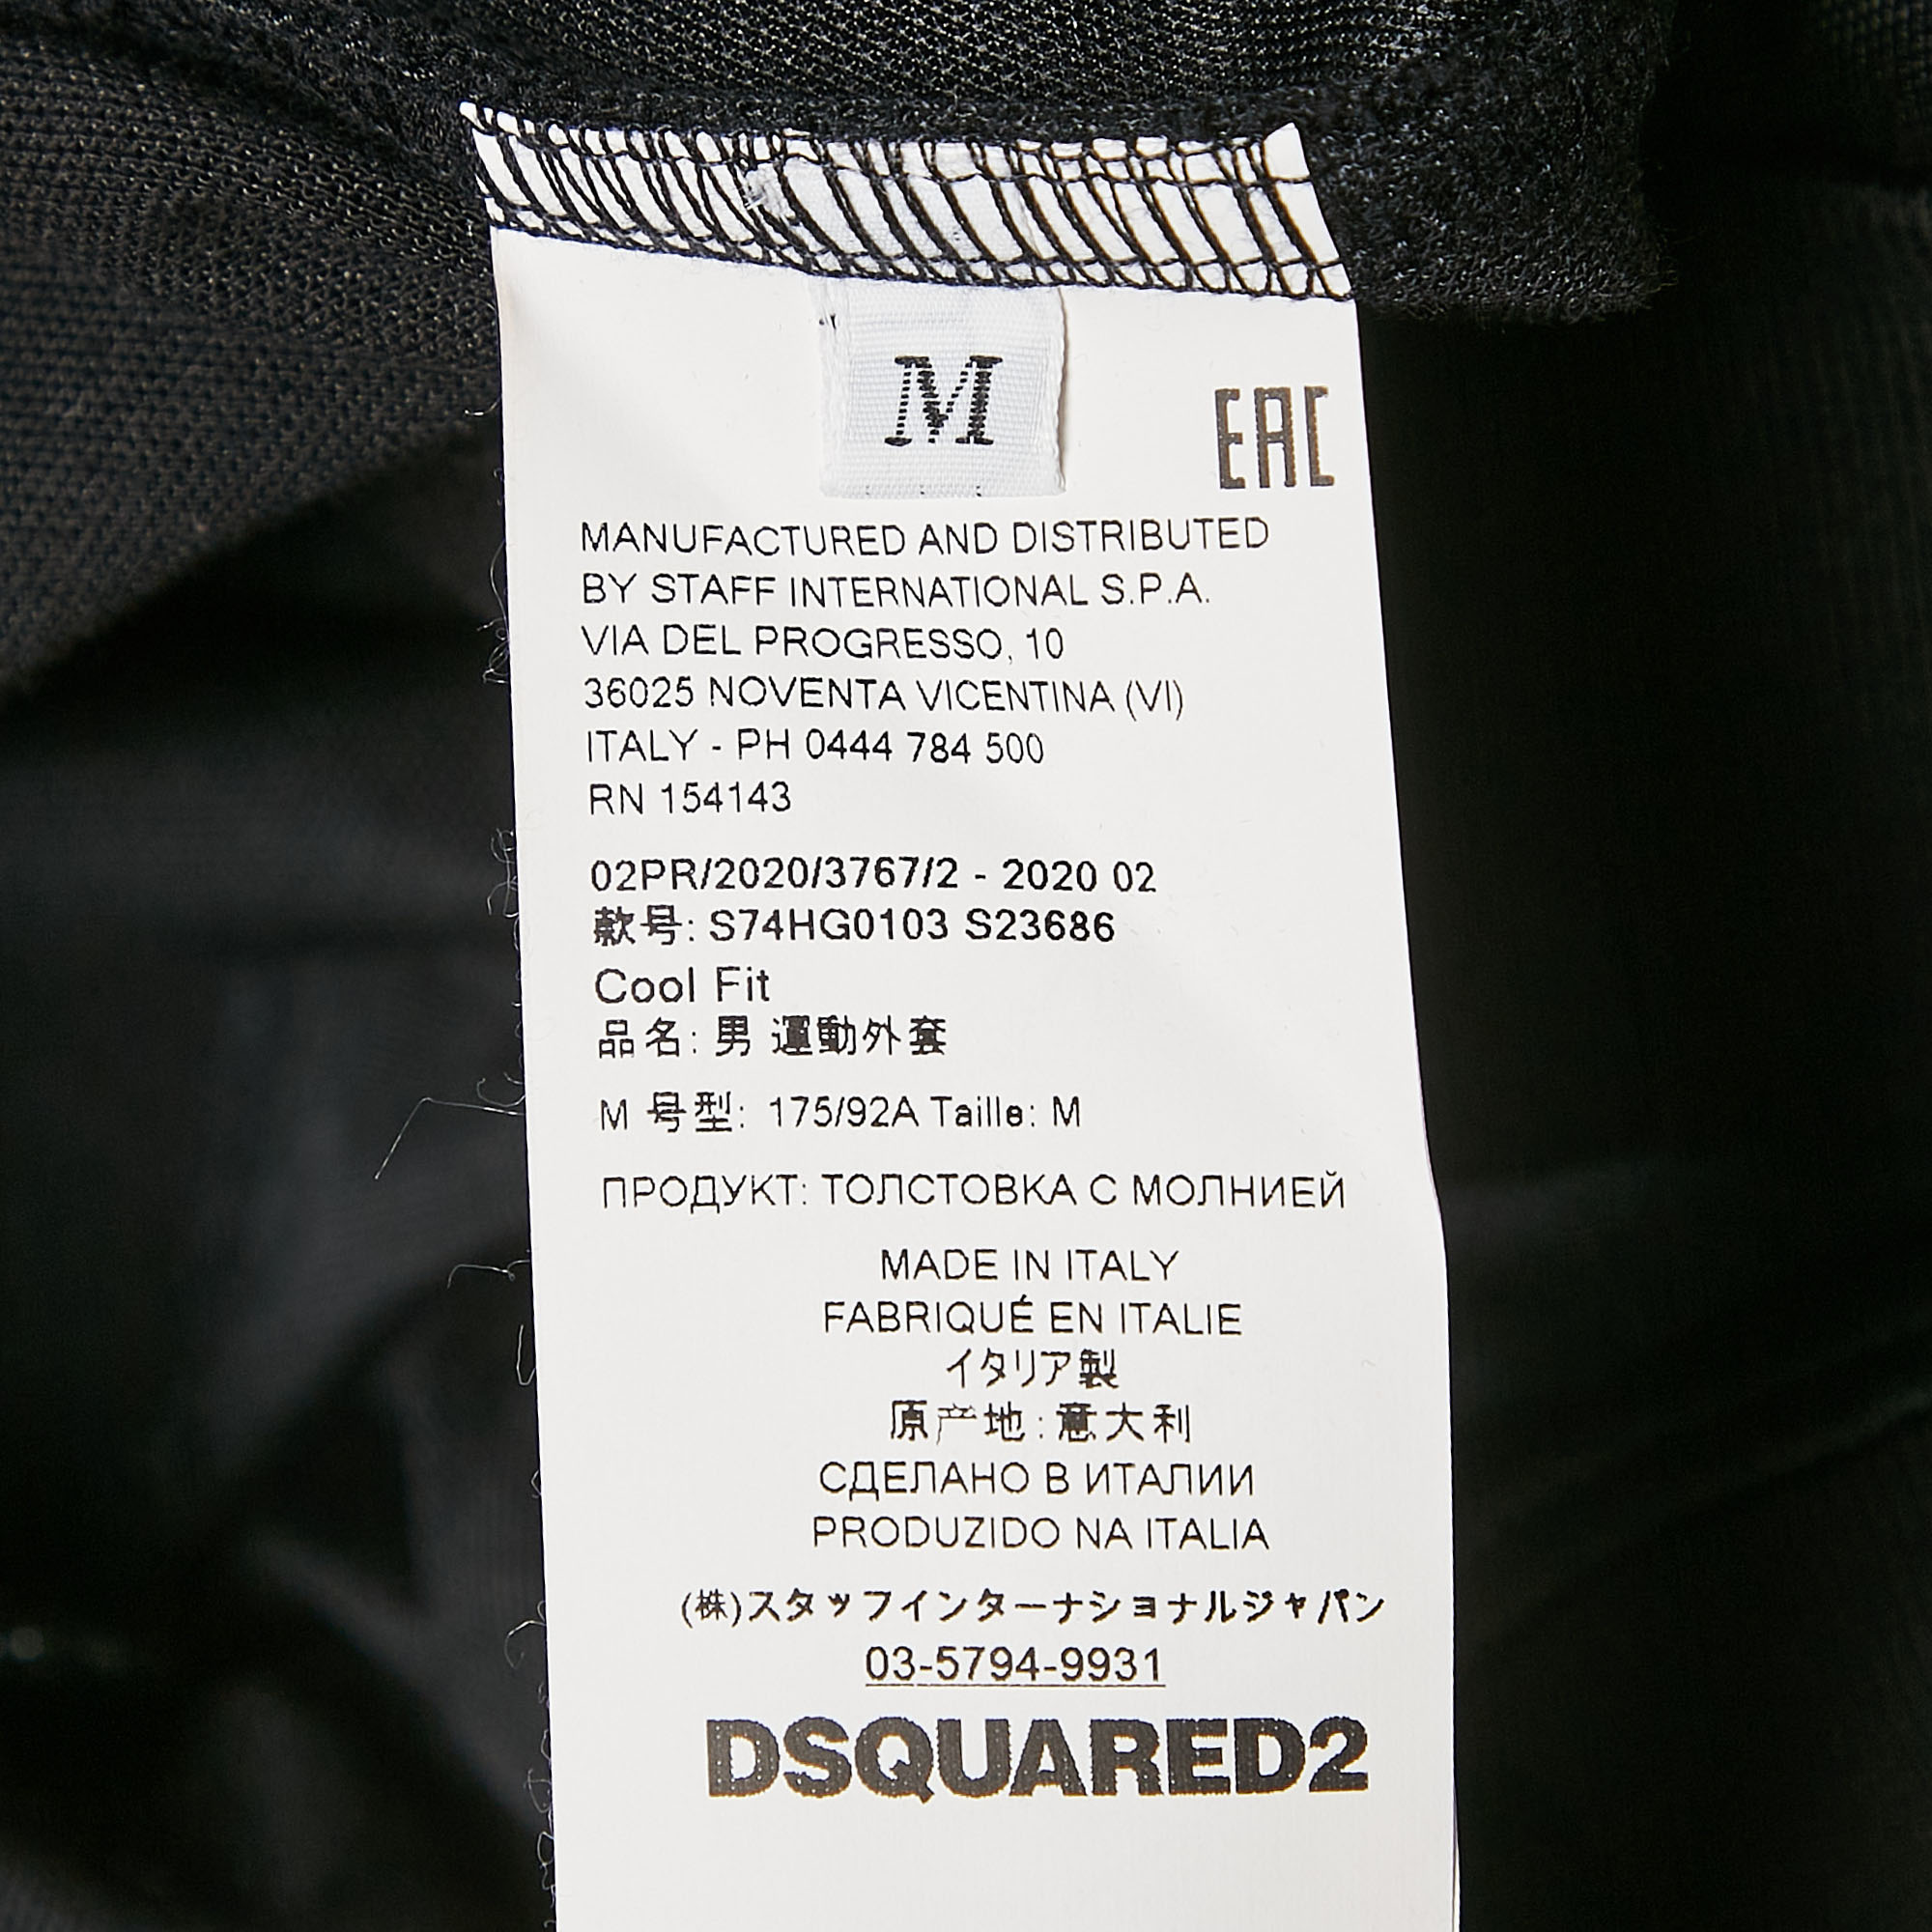 M
EAC
MANUFACTURED AND DISTRIBUTED
BY STAFF INTERNATIONAL S.P.A.
VIA DEL PROGRESSO, 10
36025 NOVENTA VICENTINA (VI)
ITALY - PH 0444 784 500
RN 154143
02PR/2020/3767/2 - 2020 02
款号: S74HG0103 S23686
Cool Fit
品名: 男 運動外套
M 号型: 175/92A Taille: M
ПРОДУКТ: ТОЛСТОВКА С МОЛНИЕЙ
MADE IN ITALY
FABRIQUÉ EN ITALIE
イタリア製
原产地: 意大利
СДЕЛАНО В ИТАЛИИ
PRODUZIDO NA ITALIA
(株)スタッフインターナショナルジャパン
03-5794-9931
DSQUARED2